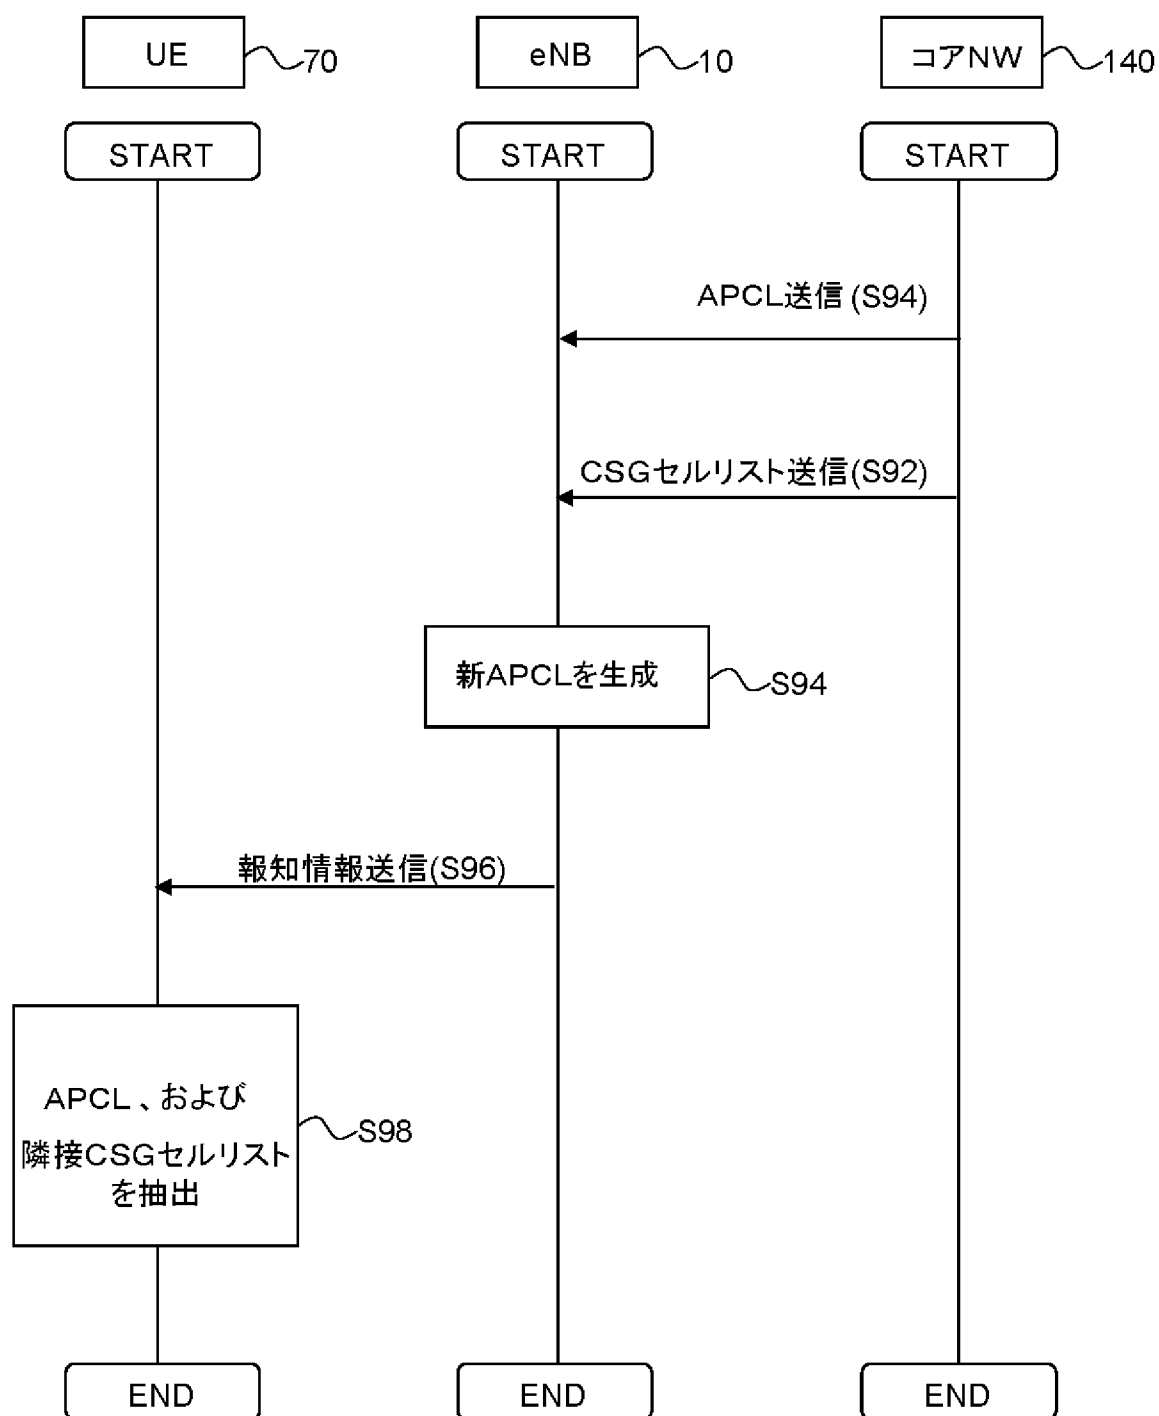 UE
70
eNB
10
コアNW
140
START
START
START
APCL送信(S94)
CSGセルリスト送信(S92)
新APCLを生成
S94
報知情報送信(S96)
APCL、および
隣接CSGセルリスト
を抽出
S98
END
END
END